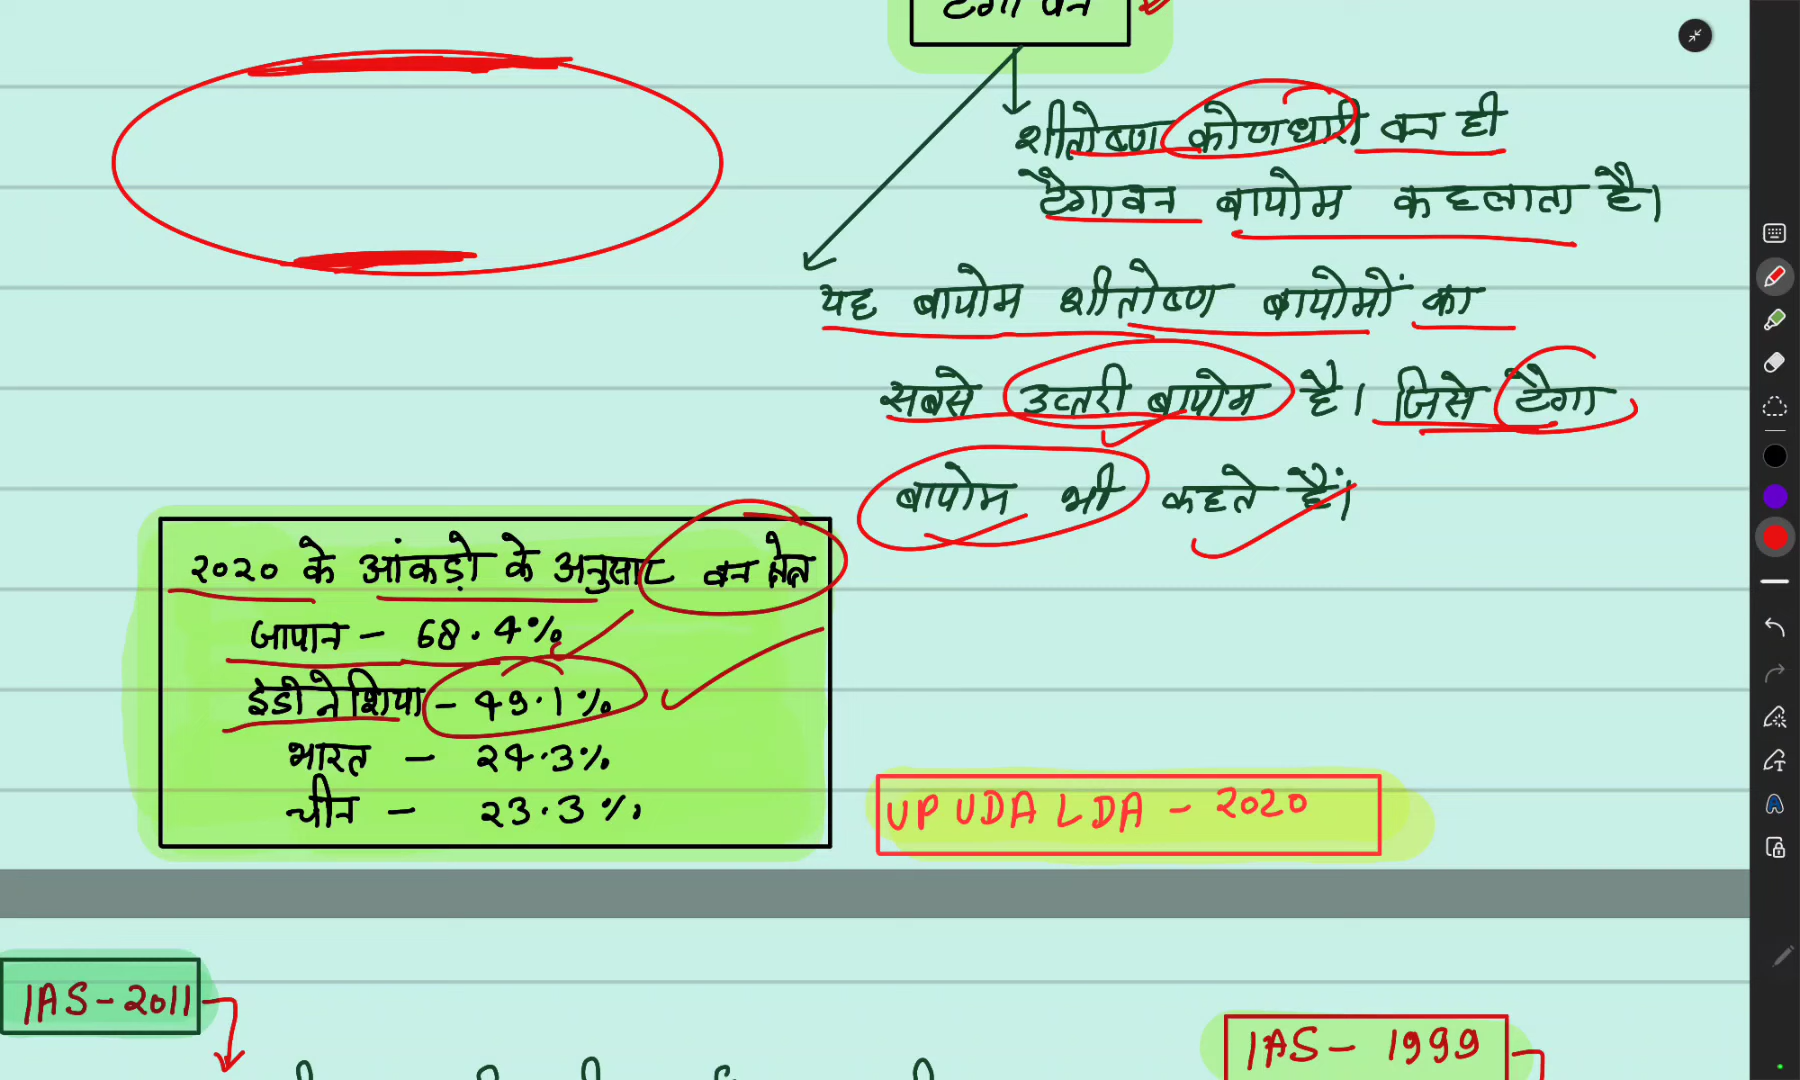 टैगा वन
शीतोष्ण कोणधारी वन ही
टैगावन बायोम कहलाता है।
यह बायोम शीतोष्ण बायोमों का
सबसे उत्तरी बायोम है। जिसे टैगा
बायोम भी कहते हैं।
२०२० के आंकड़ो के अनुसार वन क्षेत्र
जापान - 68.4%
इंडोनेशिया - 49.1%
भारत - 24.3%
चीन - 23.3%
UP UDA LDA - 2020
IAS - 2011
IAS - 1999